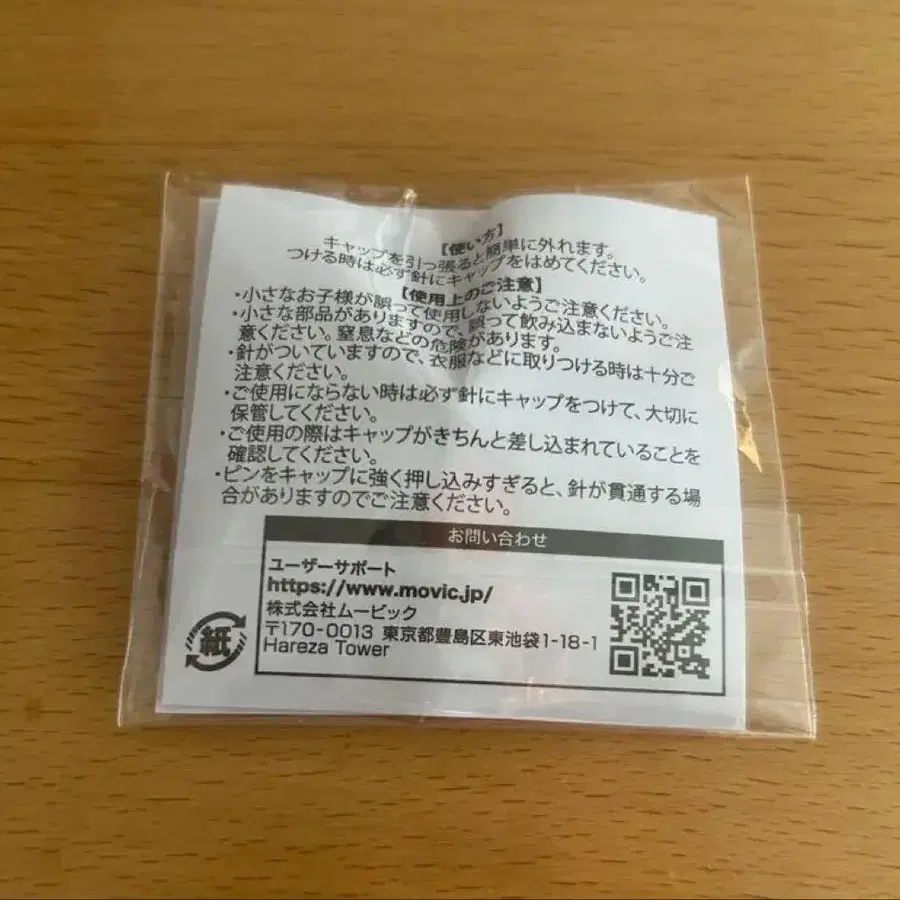 【使い方】
キャップを引っ張ると簡単に外れます。
つける時は必ず針にキャップをはめてください。
【使用上のご注意】
・小さなお子様が誤って使用しないようご注意ください。
・小さな部品がありますので、誤って飲み込まないようご注
意ください。窒息などの危険があります。
・針がついていますので、衣服などに取りつける時は十分ご
注意ください。
・ご使用にならない時は必ず針にキャップをつけて、大切に
保管してください。
・ご使用の際はキャップがきちんと差し込まれていることを
確認してください。
・ピンをキャップに強く押し込みすぎると、針が貫通する場
合がありますのでご注意ください。
お問い合わせ
ユーザーサポート
https://www.movic.jp/
株式会社ムービック
〒170-0013 東京都豊島区東池袋1-18-1
Hareza Tower
紙